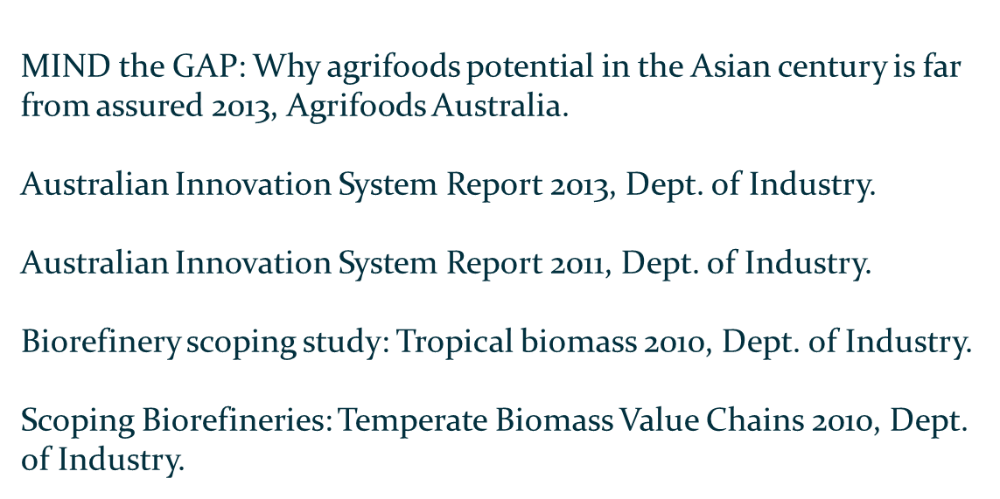 MIND the GAP: Why agrifoods potential in the Asian century is far
from assured 2013, Agrifoods Australia.
Australian Innovation System Report 2013, Dept. of Industry.
Australian Innovation System Report 2011, Dept. of Industry.
Biorefinery scoping study: Tropical biomass 2010, Dept. of Industry.
Scoping Biorefineries: Temperate Biomass Value Chains 2010, Dept.
of Industry.